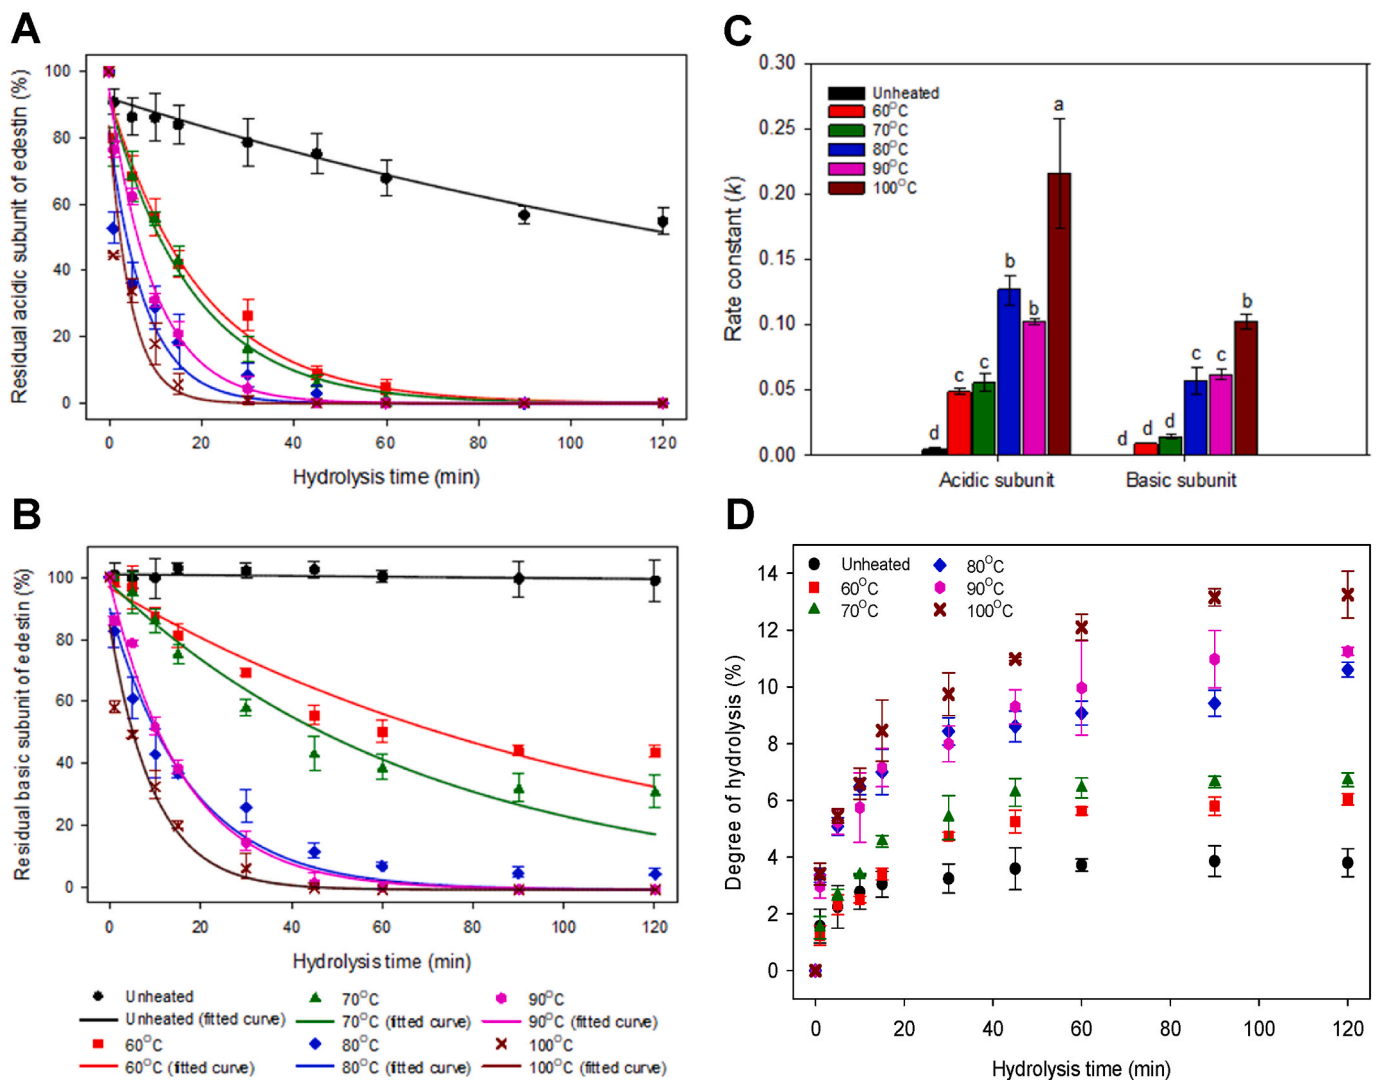 A
Residual acidic subunit of edestin (%)
100
80
60
40
20
0
0 20 40 60 80 100 120
Hydrolysis time (min)
B
Residual basic subunit of edestin (%)
100
80
60
40
20
0
0 20 40 60 80 100 120
Hydrolysis time (min)
Unheated 70°C 90°C
Unheated (fitted curve) 70°C (fitted curve) 90°C (fitted curve)
60°C 80°C 100°C
60°C (fitted curve) 80°C (fitted curve) 100°C (fitted curve)
C
Rate constant (k)
0.30
0.25
0.20
0.15
0.10
0.05
0.00
Unheated
60°C
70°C
80°C
90°C
100°C
d c c b b a
d d d c c b
Acidic subunit Basic subunit
D
Degree of hydrolysis (%)
14
12
10
8
6
4
2
0
Unheated 80°C
60°C 90°C
70°C 100°C
0 20 40 60 80 100 120
Hydrolysis time (min)